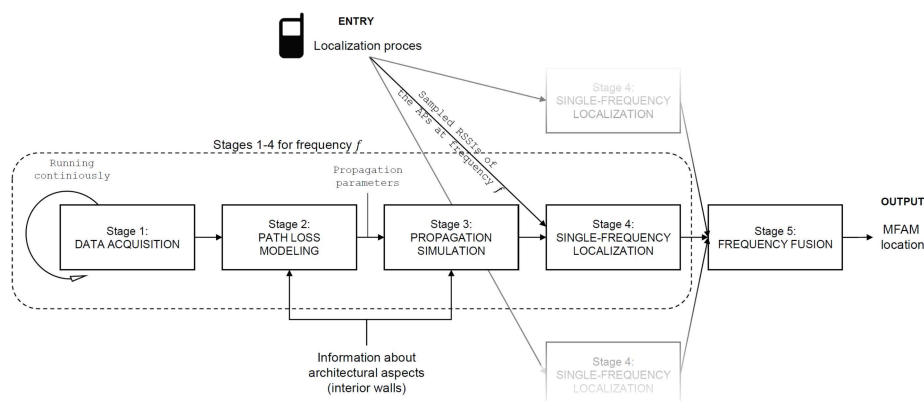 ENTRY
Localization proces
Stage 4:
SINGLE-FREQUENCY
LOCALIZATION
Sampled RSSIs of
the APs at frequency f
Stages 1-4 for frequency f
Running
continiously
Propagation
parameters
Stage 1:
DATA ACQUISITION
Stage 2:
PATH LOSS
MODELING
Stage 3:
PROPAGATION
SIMULATION
Stage 4:
SINGLE-FREQUENCY
LOCALIZATION
Stage 5:
FREQUENCY FUSION
OUTPUT
MFAM
location
Information about
architectural aspects
(interior walls)
Stage 4:
SINGLE-FREQUENCY
LOCALIZATION